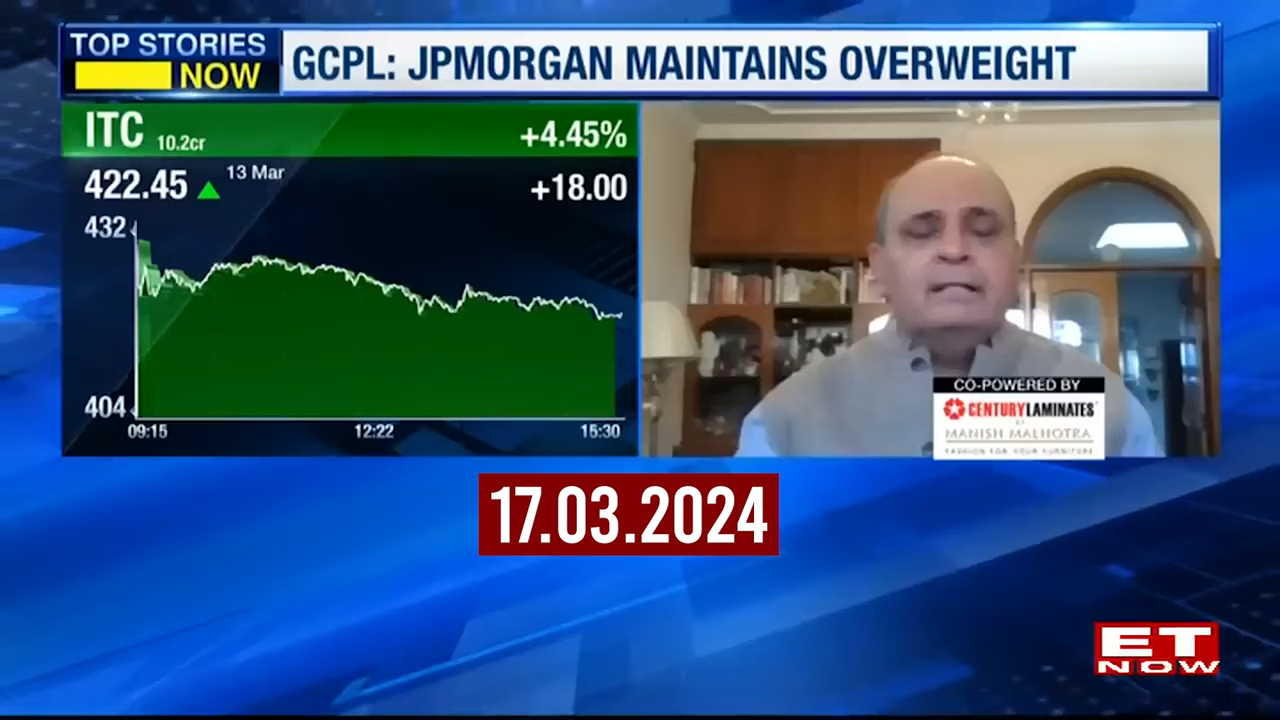 TOP STORIES
NOW
GCPL: JPMORGAN MAINTAINS OVERWEIGHT
ITC 10.2cr +4.45%
422.45 13 Mar +18.00
432
404
09:15 12:22 15:30
CO-POWERED BY
CENTURYLAMINATES
BY
MANISH MALHOTRA
FASHION FOR YOUR FURNITURE
17.03.2024
ET
NOW